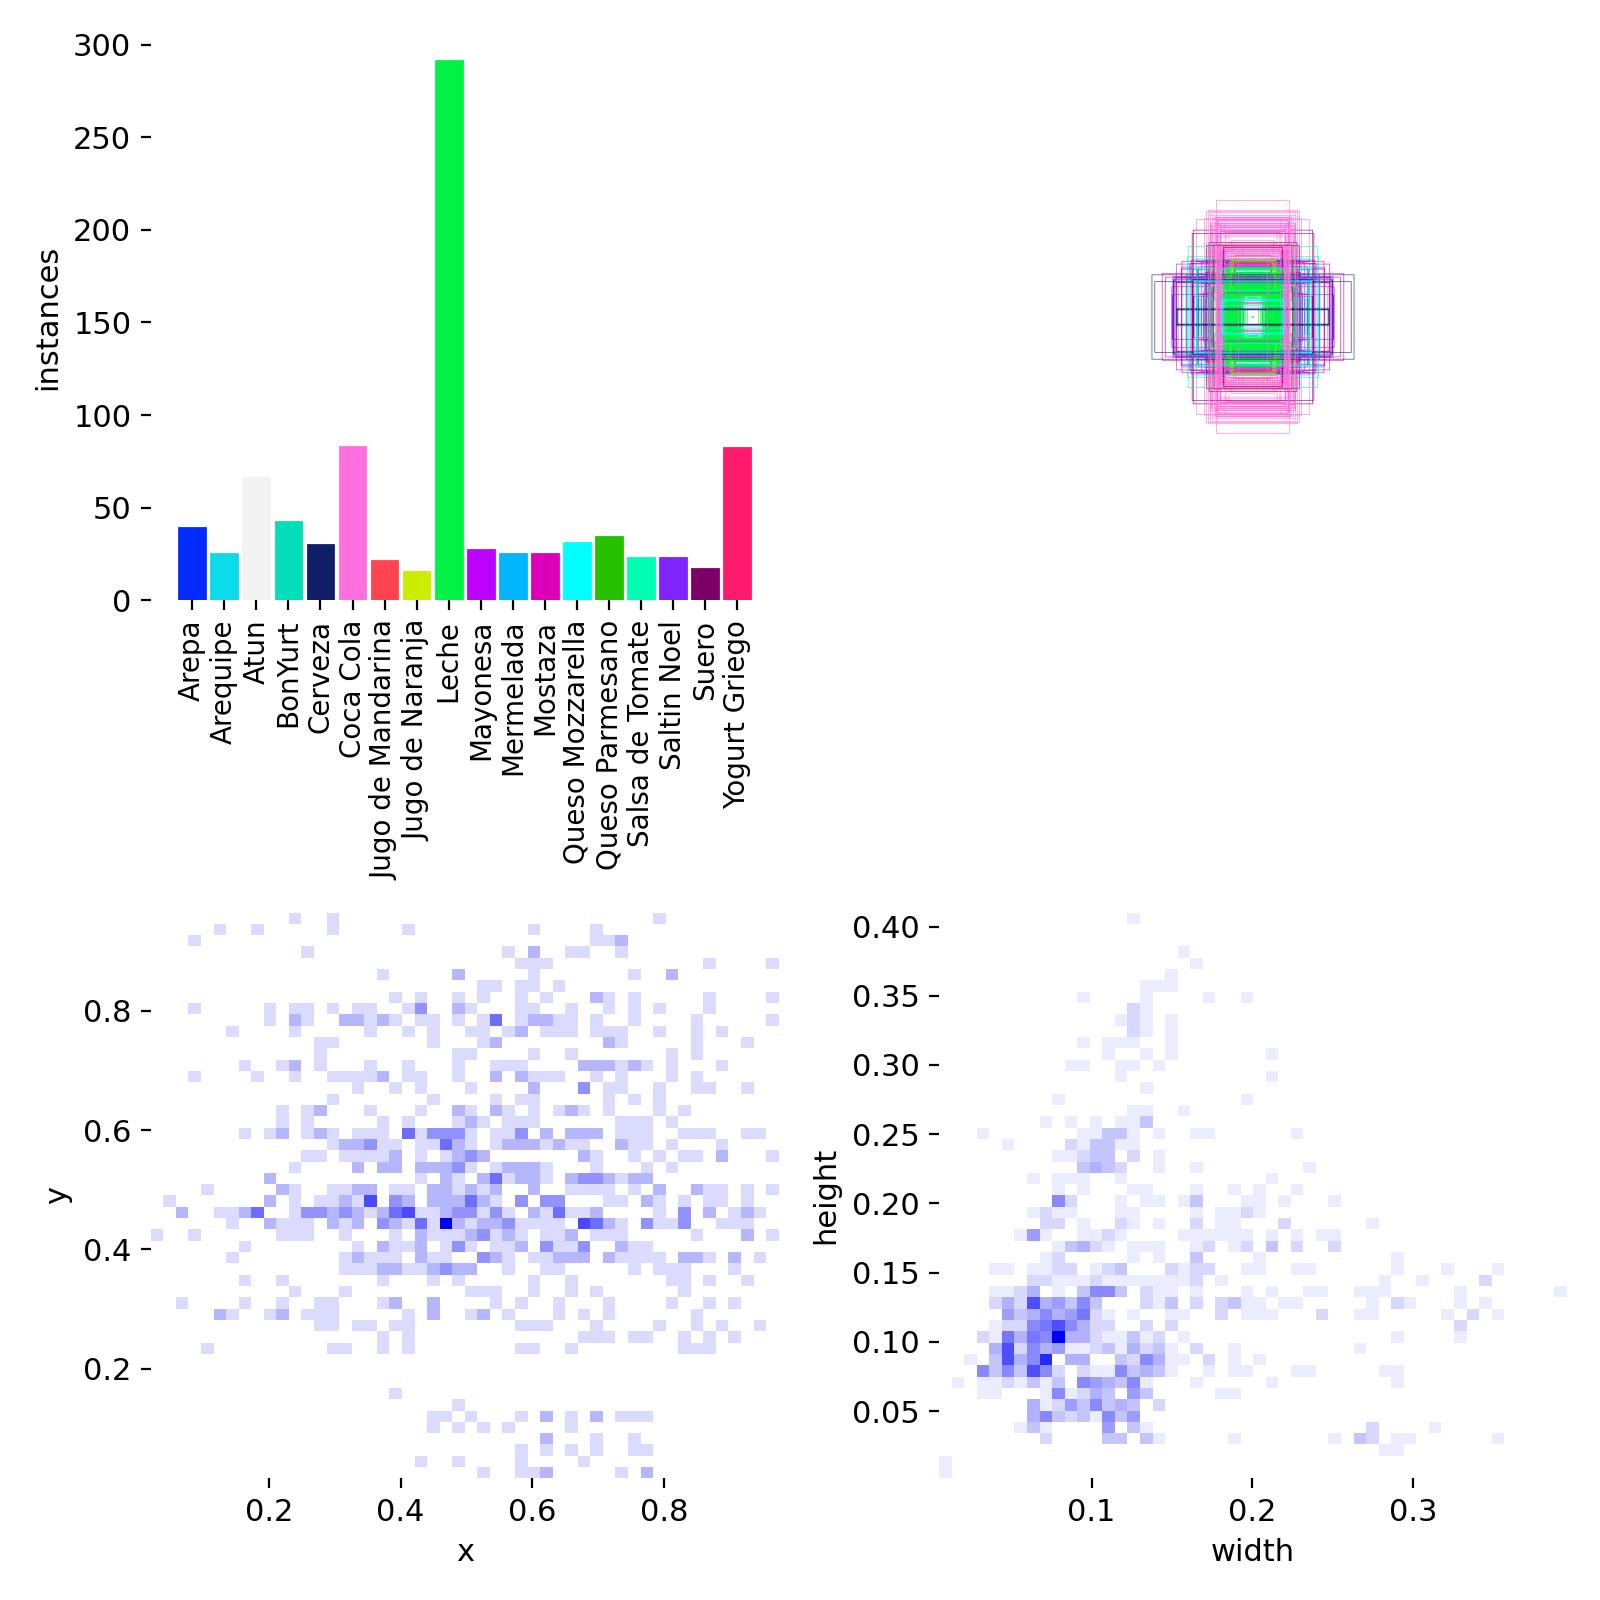 300
250
200
150
100
50
0
instances
Arepa
Arequipe
Atun
BonYurt
Cerveza
Coca Cola
Jugo de Mandarina
Jugo de Naranja
Leche
Mayonesa
Mermelada
Mostaza
Queso Mozzarella
Queso Parmesano
Salsa de Tomate
Saltin Noel
Suero
Yogurt Griego
0.8
0.6
0.4
0.2
y
0.2
0.4
0.6
0.8
x
0.40
0.35
0.30
0.25
0.20
0.15
0.10
0.05
height
0.1
0.2
0.3
width